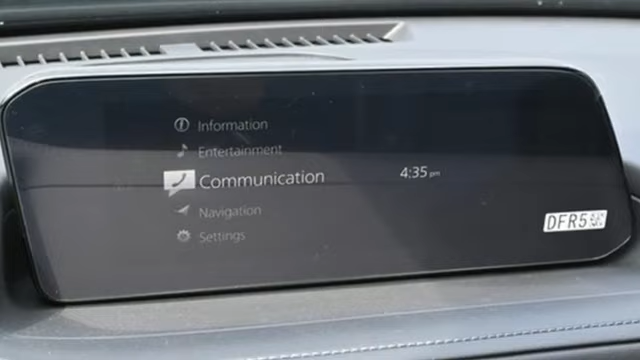 Information
Entertainment
Communication
4:35 pm
Navigation
DFR5
Settings